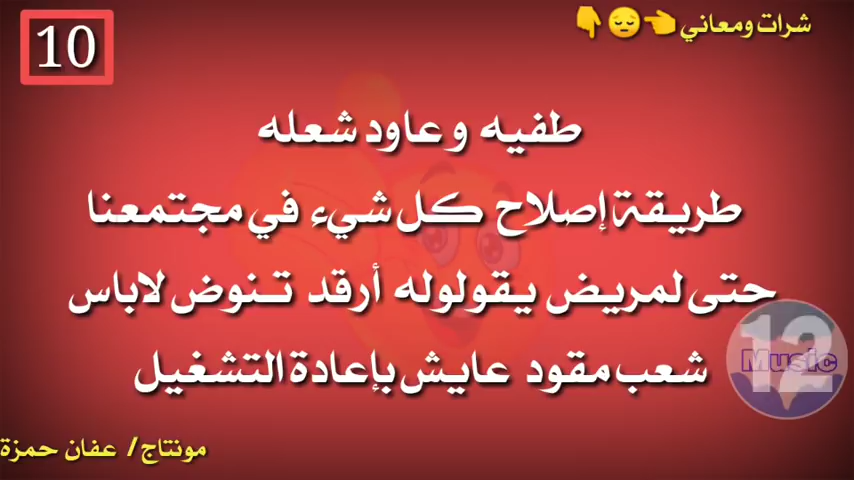 10
شرات ومعاني👈😔👇
طفيه وعاود شعله
طريقة إصلاح كل شيء في مجتمعنا
حتى لمريض يقولوله أرقد تنوض لاباس
شعب مقود عايش بإعادة التشغيل
12
Music
مونتاج/ عفان حمزة